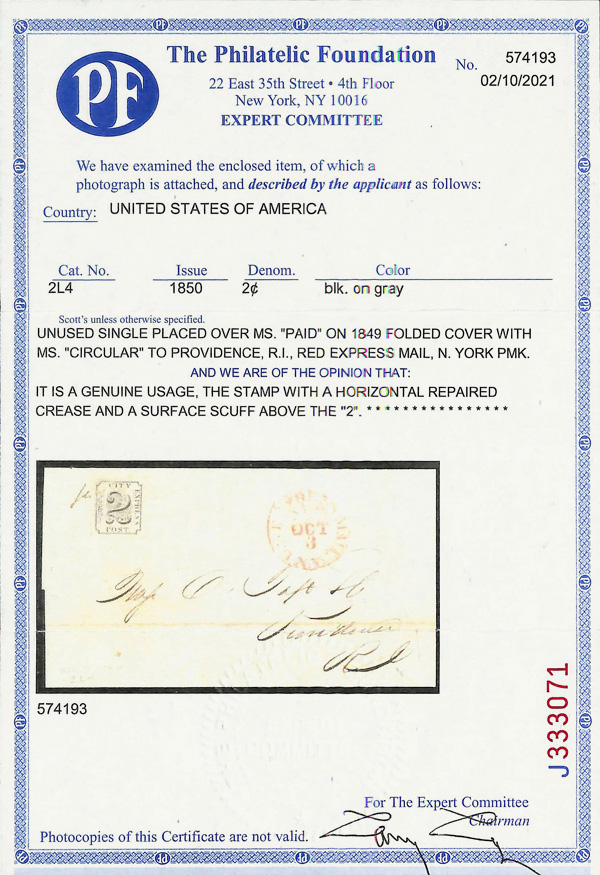 PF
The Philatelic Foundation
No. 574193
22 East 35th Street • 4th Floor
02/10/2021
New York, NY 10016
EXPERT COMMITTEE
We have examined the enclosed item, of which a
photograph is attached, and described by the applicant as follows:
Country: UNITED STATES OF AMERICA
Cat. No. Issue Denom. Color
2L4 1850 2¢ blk. on gray
Scott's unless otherwise specified.
UNUSED SINGLE PLACED OVER MS. "PAID" ON 1849 FOLDED COVER WITH
MS. "CIRCULAR" TO PROVIDENCE, R.I., RED EXPRESS MAIL, N. YORK PMK.
AND WE ARE OF THE OPINION THAT:
IT IS A GENUINE USAGE, THE STAMP WITH A HORIZONTAL REPAIRED
CREASE AND A SURFACE SCUFF ABOVE THE "2". * * * * * * * * * * * * * * * *
CITY
EXPRESS
2
POST
OCT
3
Providence
R I
574193
J333071
For The Expert Committee
Chairman
Photocopies of this Certificate are not valid.